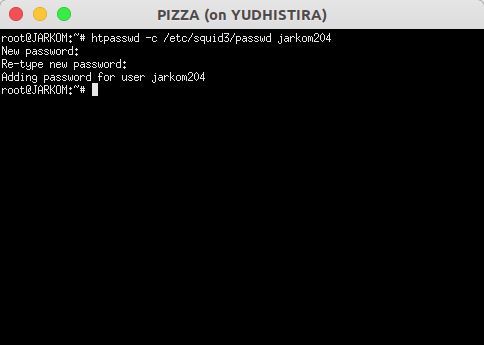 PIZZA (on YUDHISTIRA)
root@JARKOM:~# htpasswd -c /etc/squid3/passwd jarkom204
New password:
Re-type new password:
Adding password for user jarkom204
root@JARKOM:~#